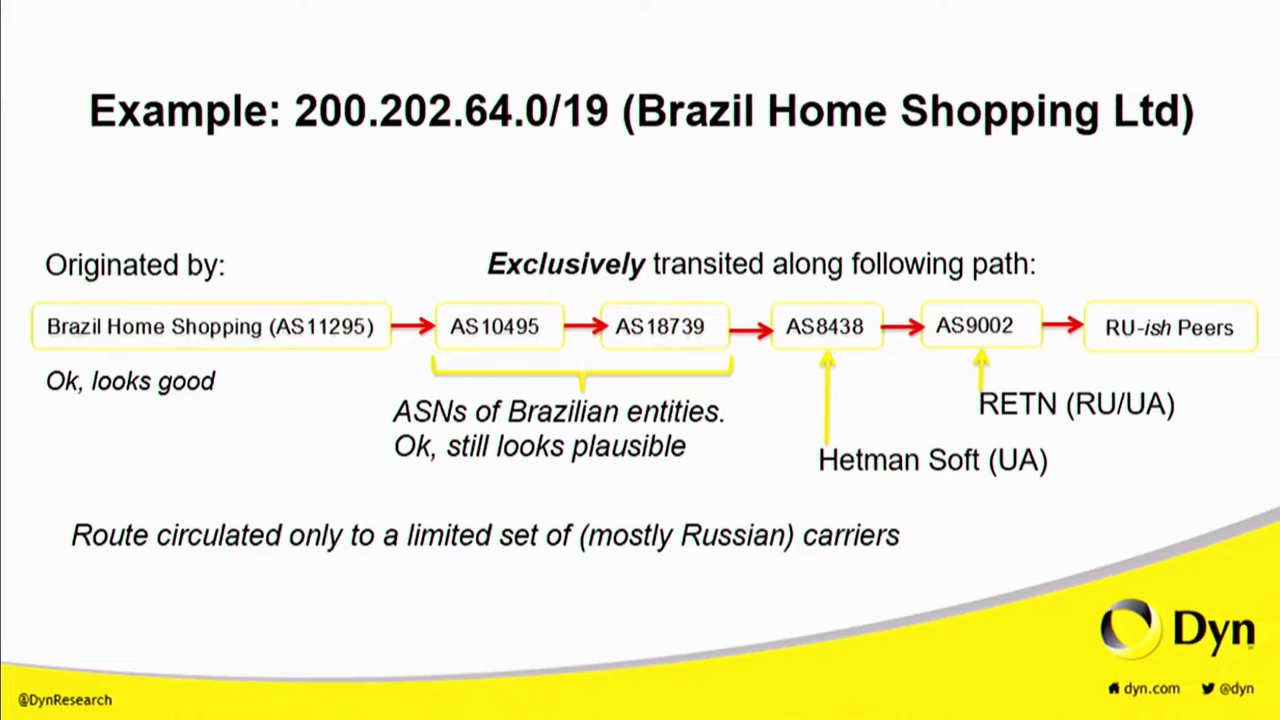 Example: 200.202.64.0/19 (Brazil Home Shopping Ltd)
Originated by:
Exclusively transited along following path:
Brazil Home Shopping (AS11295)
AS10495
AS18739
AS8438
AS9002
RU-ish Peers
Ok, looks good
ASNs of Brazilian entities.
Ok, still looks plausible
RETN (RU/UA)
Hetman Soft (UA)
Route circulated only to a limited set of (mostly Russian) carriers
Dyn
@DynResearch
dyn.com
@dyn